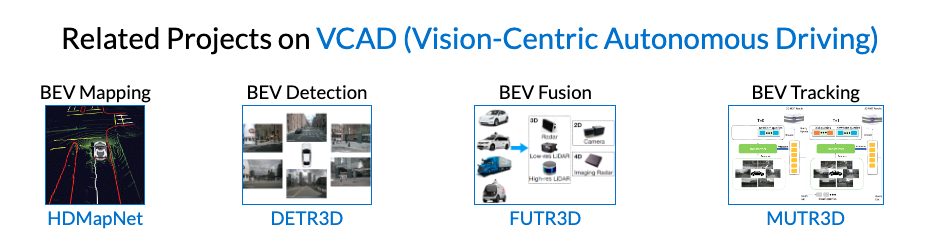 Related Projects on VCAD (Vision-Centric Autonomous Driving)
BEV Mapping
BEV Detection
BEV Fusion
BEV Tracking
3D
Radar
Low-res LiDAR
High-res LiDAR
2D
Camera
4D
Imaging Radar
HDMapNet
DETR3D
FUTR3D
MUTR3D